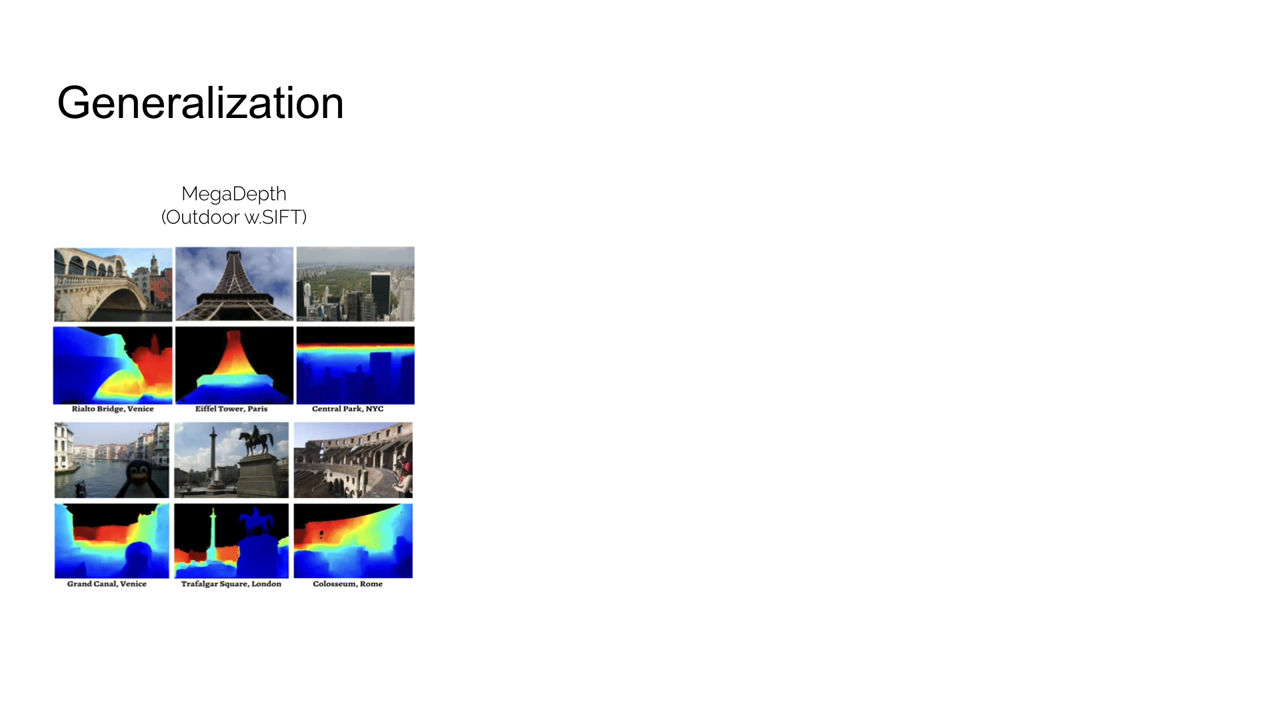 Generalization
MegaDepth
(Outdoor w.SIFT)
Rialto Bridge, Venice
Eiffel Tower, Paris
Central Park, NYC
Grand Canal, Venice
Trafalgar Square, London
Colosseum, Rome